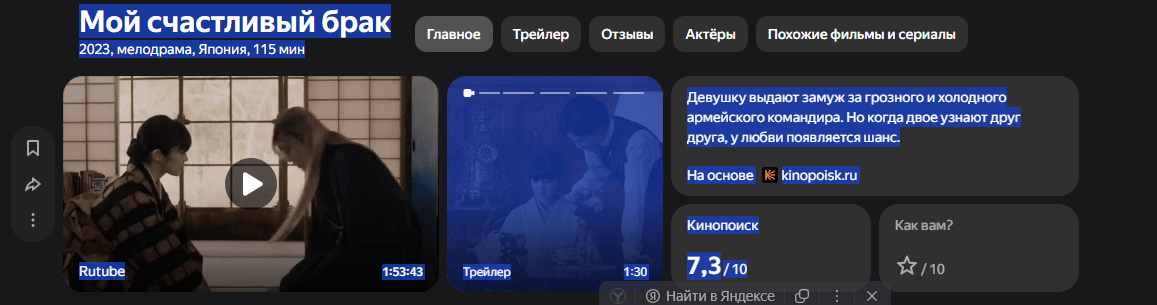 Мой счастливый брак
2023, мелодрама, Япония, 115 мин
Главное
Трейлер
Отзывы
Актёры
Похожие фильмы и сериалы
Rutube
1:53:43
Трейлер
1:30
Девушку выдают замуж за грозного и холодного
армейского командира. Но когда двое узнают друг
друга, у любви появляется шанс.
На основе kinopoisk.ru
Кинопоиск
7,3 / 10
Как вам?
/ 10
Найти в Яндексе